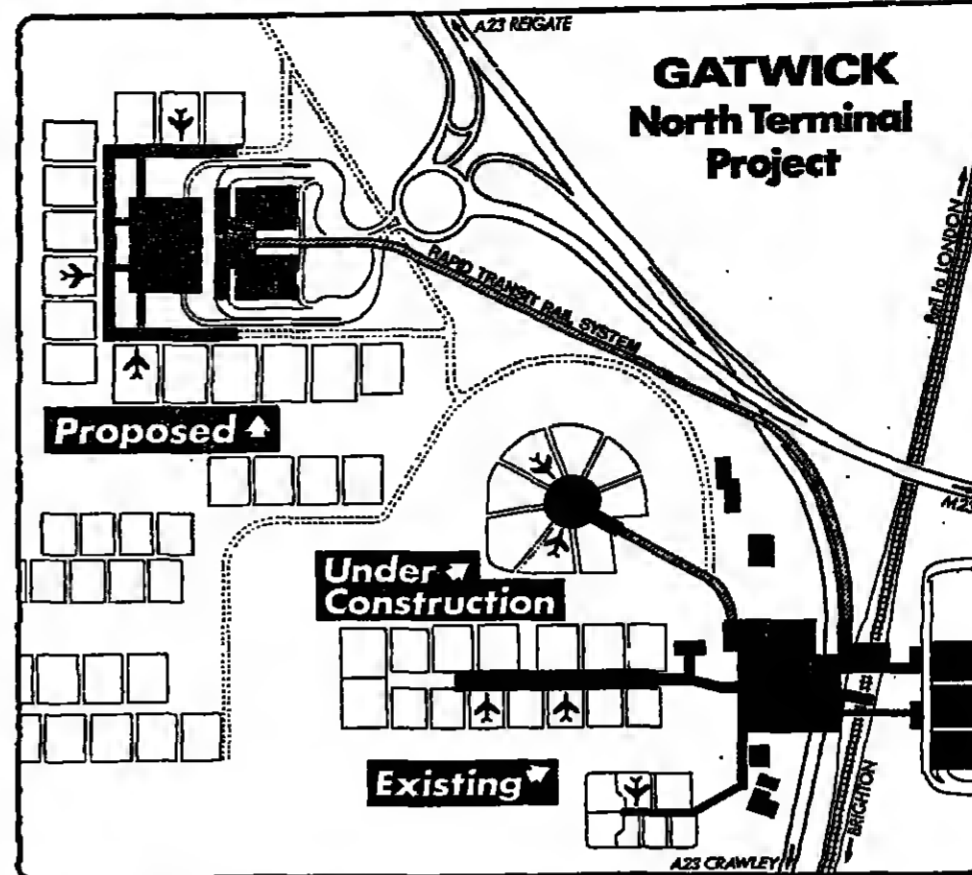 A23 REIGATE
GATWICK
North Terminal
Project
Rail to LONDON
RAPID TRANSIT RAIL SYSTEM
Proposed
M23
Under
Construction
Existing
BRIGHTON
A23 CRAWLEY